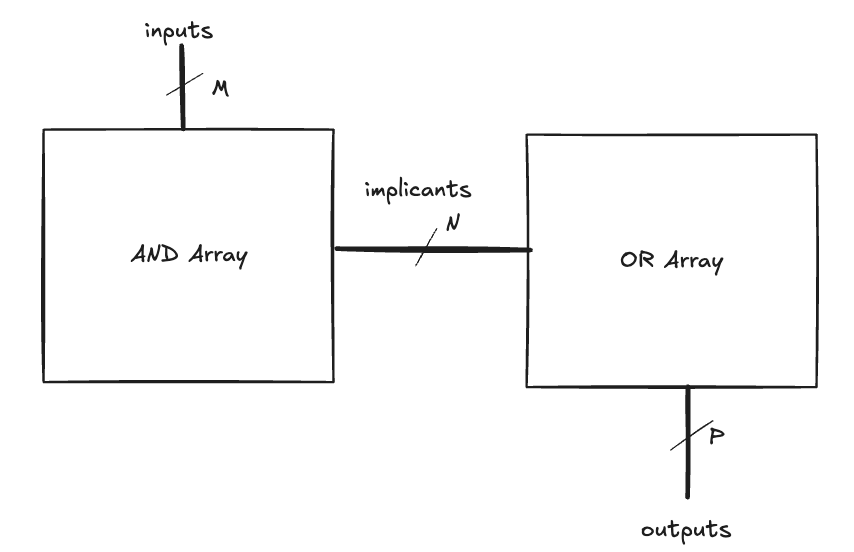 inputs
M
implicants
N
AND Array
OR Array
P
outputs